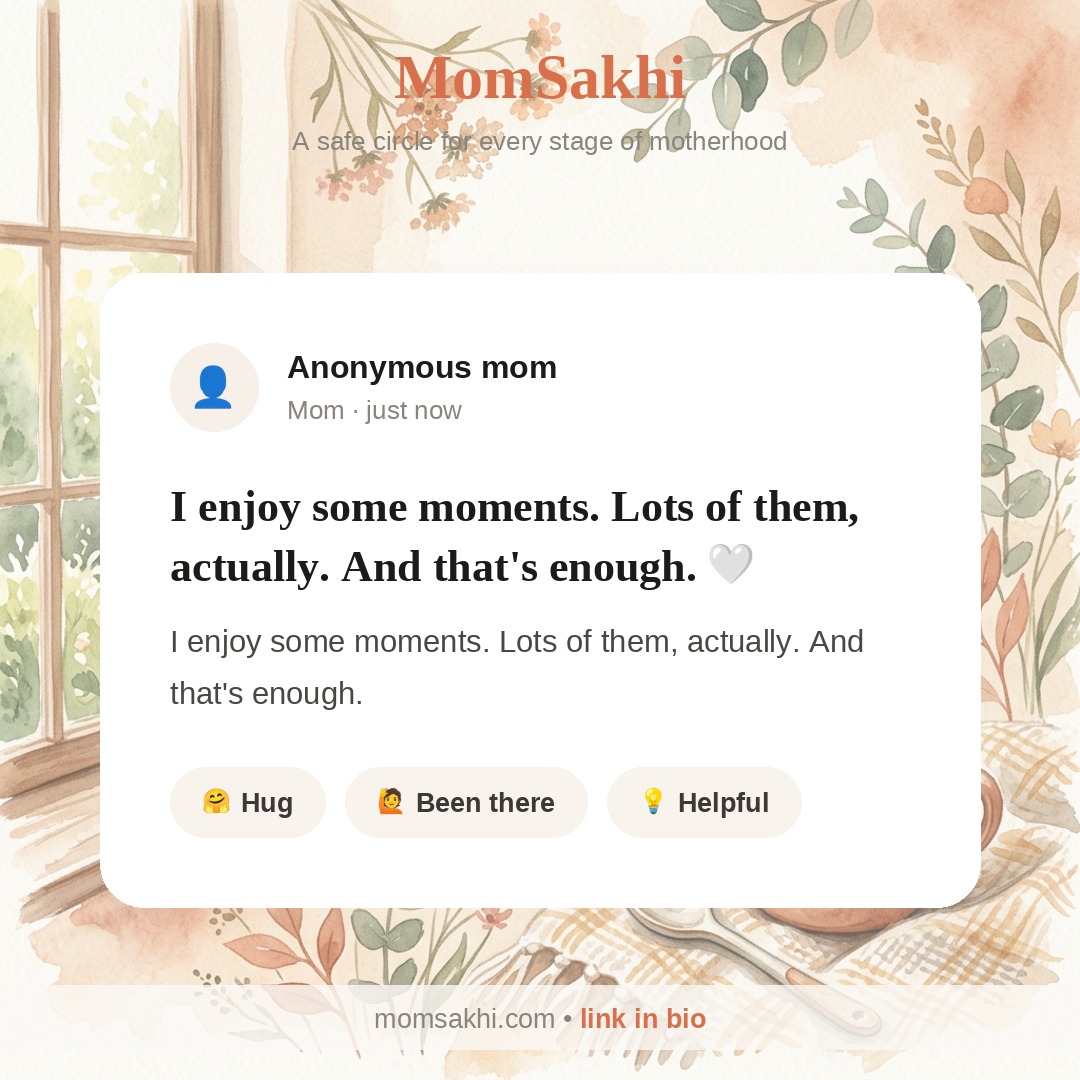 MomSakhi
A safe circle for every stage of motherhood
Anonymous mom
Mom · just now
I enjoy some moments. Lots of them,
actually. And that's enough. 🤍
I enjoy some moments. Lots of them, actually. And
that's enough.
🤗 Hug 🙋 Been there 💡 Helpful
momsakhi.com • link in bio